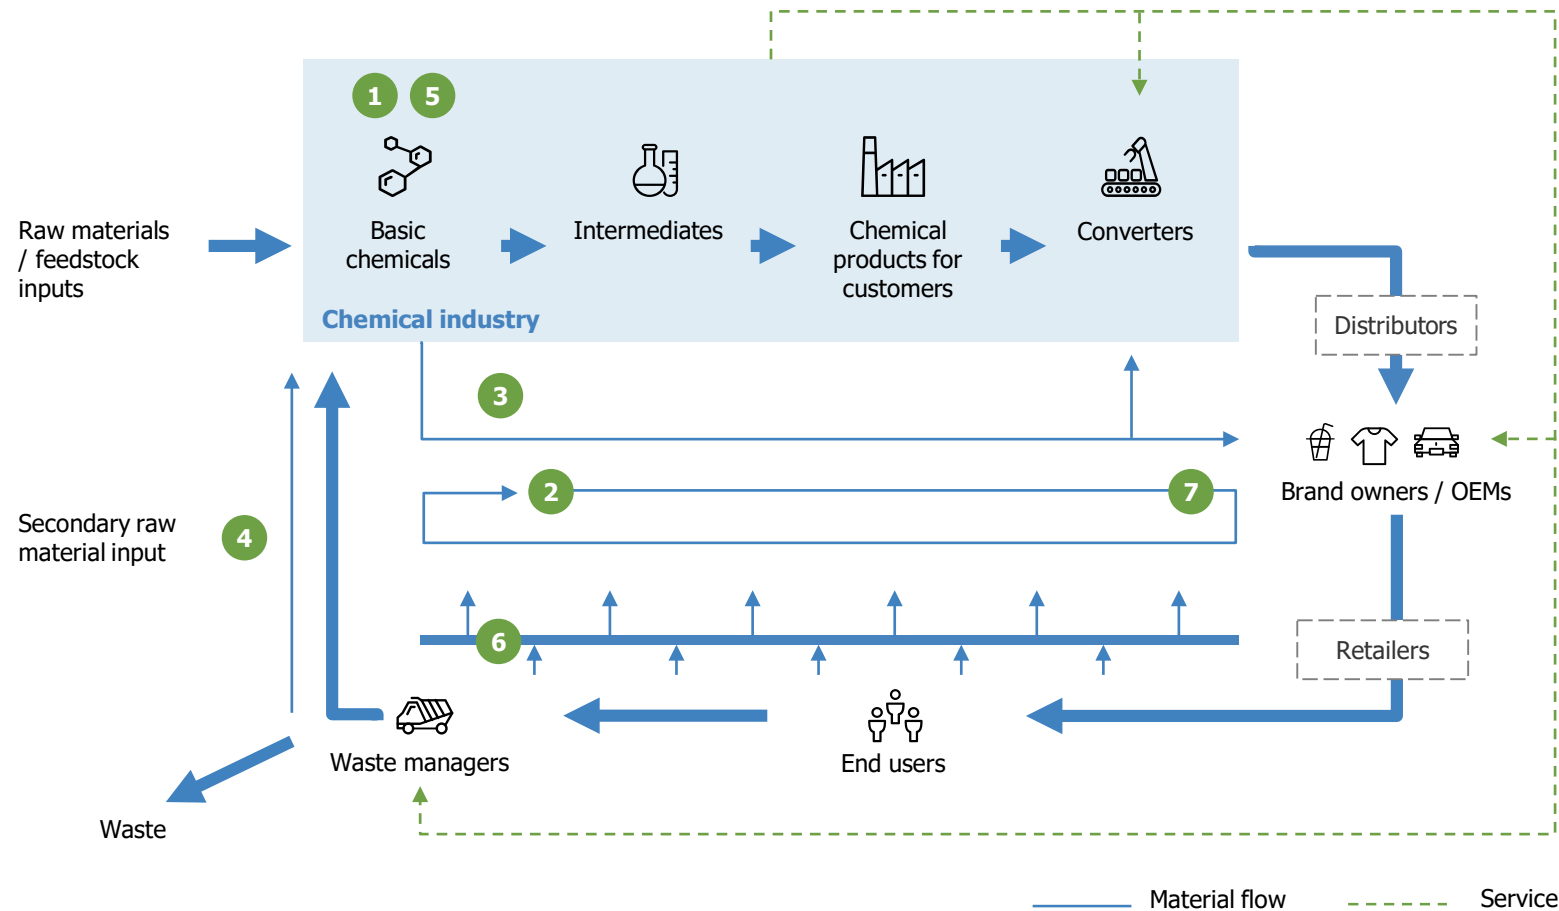 1
5
Raw materials
/ feedstock
inputs
Basic
chemicals
Intermediates
Chemical
products for
customers
Converters
Chemical industry
Distributors
3
2
7
Brand owners / OEMs
Secondary raw
material input
4
6
Retailers
Waste managers
End users
Waste
Material flow
Service